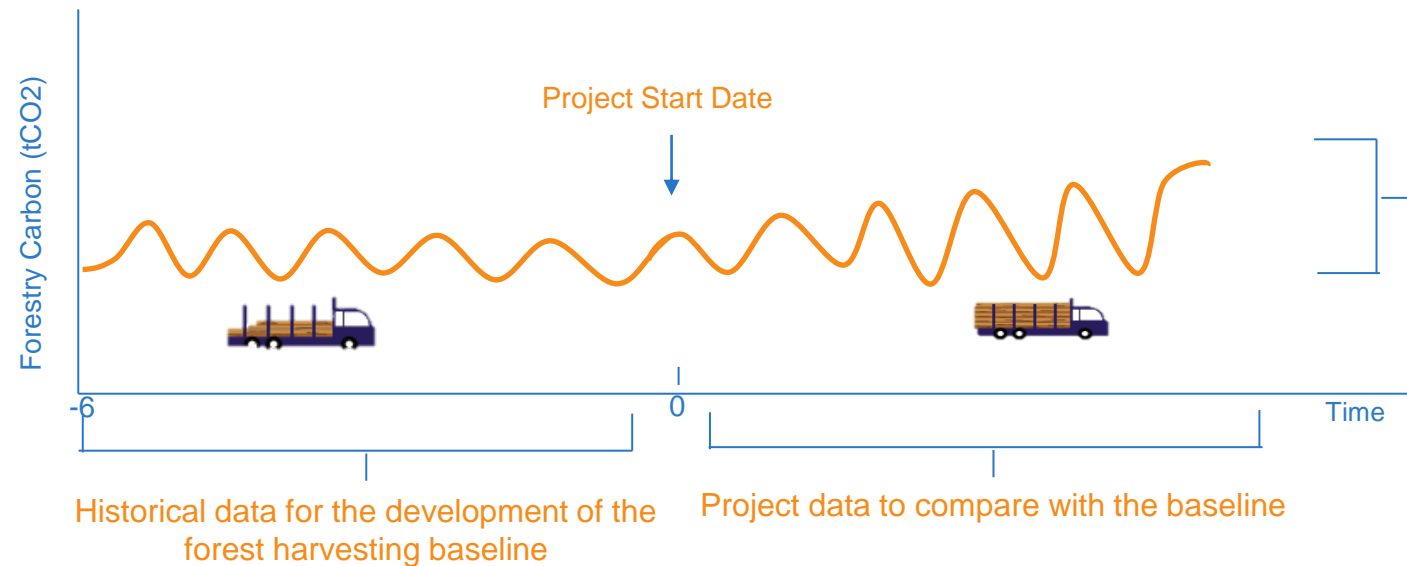 Forestry Carbon (tCO2)
Project Start Date
-6
0
Time
Historical data for the development of the
forest harvesting baseline
Project data to compare with the baseline